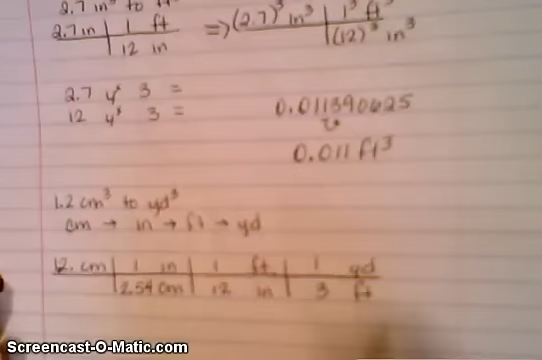 2.7 in³ to ft³
2.7 in | 1 ft
12 in
=> (2.7)³ in³ | 1³ ft³
(12)³ in³
2.7 yˣ 3 =
12 yˣ 3 =
0.011390625
0.011 ft³
1.2 cm³ to yd³
cm → in → ft → yd
12. cm | 1 in | 1 ft | 1 yd
2.54 cm | 12 in | 3 ft
Screencast-O-Matic.com